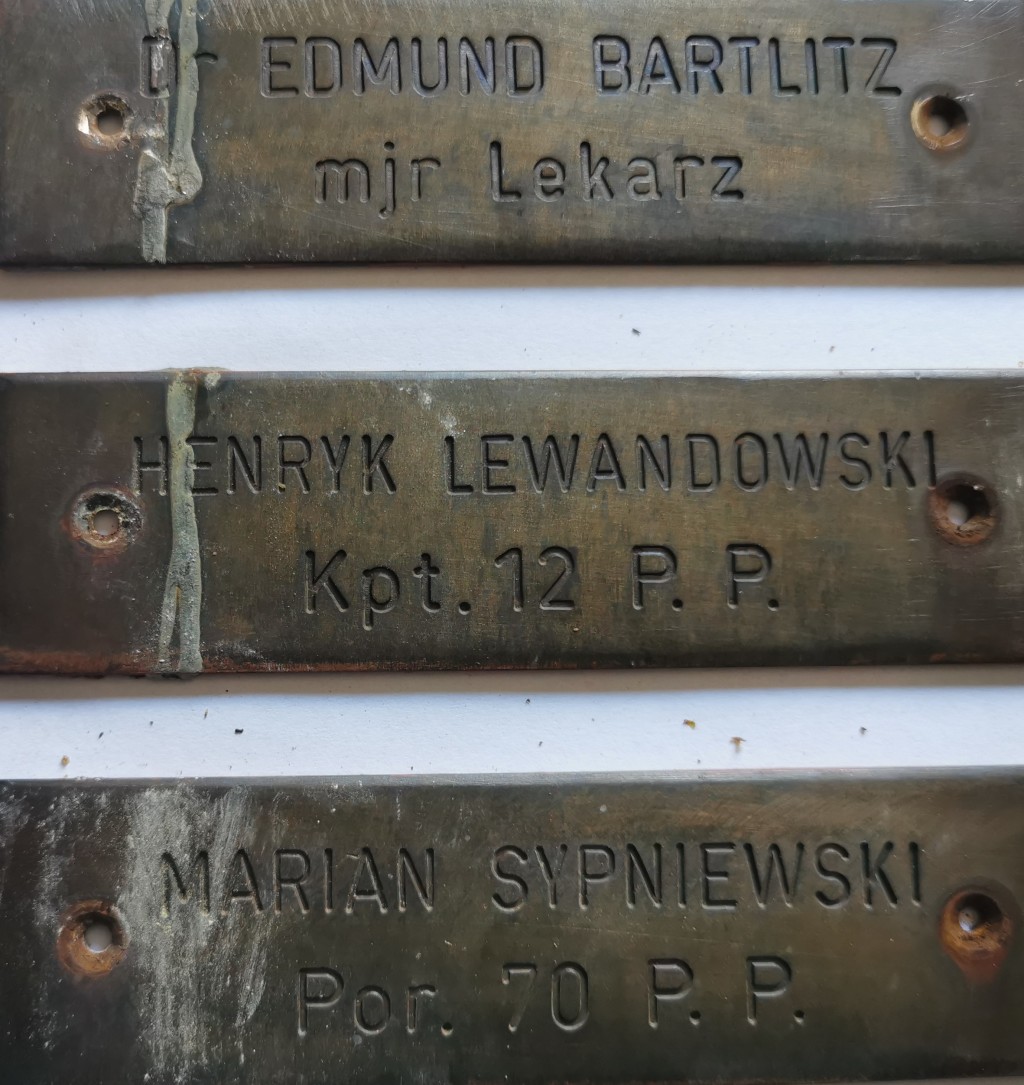 Dr EDMUND BARTLITZ
mjr Lekarz
HENRYK LEWANDOWSKI
Kpt. 12 P. P.
MARIAN SYPNIEWSKI
Por. 70 P. P.